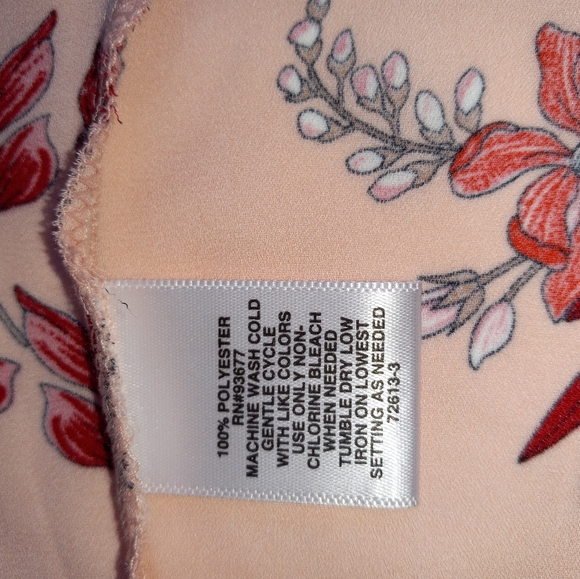 100% POLYESTER
RN#93677
MACHINE WASH COLD
GENTLE CYCLE
WITH LIKE COLORS
USE ONLY NON-
CHLORINE BLEACH
WHEN NEEDED
TUMBLE DRY LOW
IRON ON LOWEST
SETTING AS NEEDED
72613-3